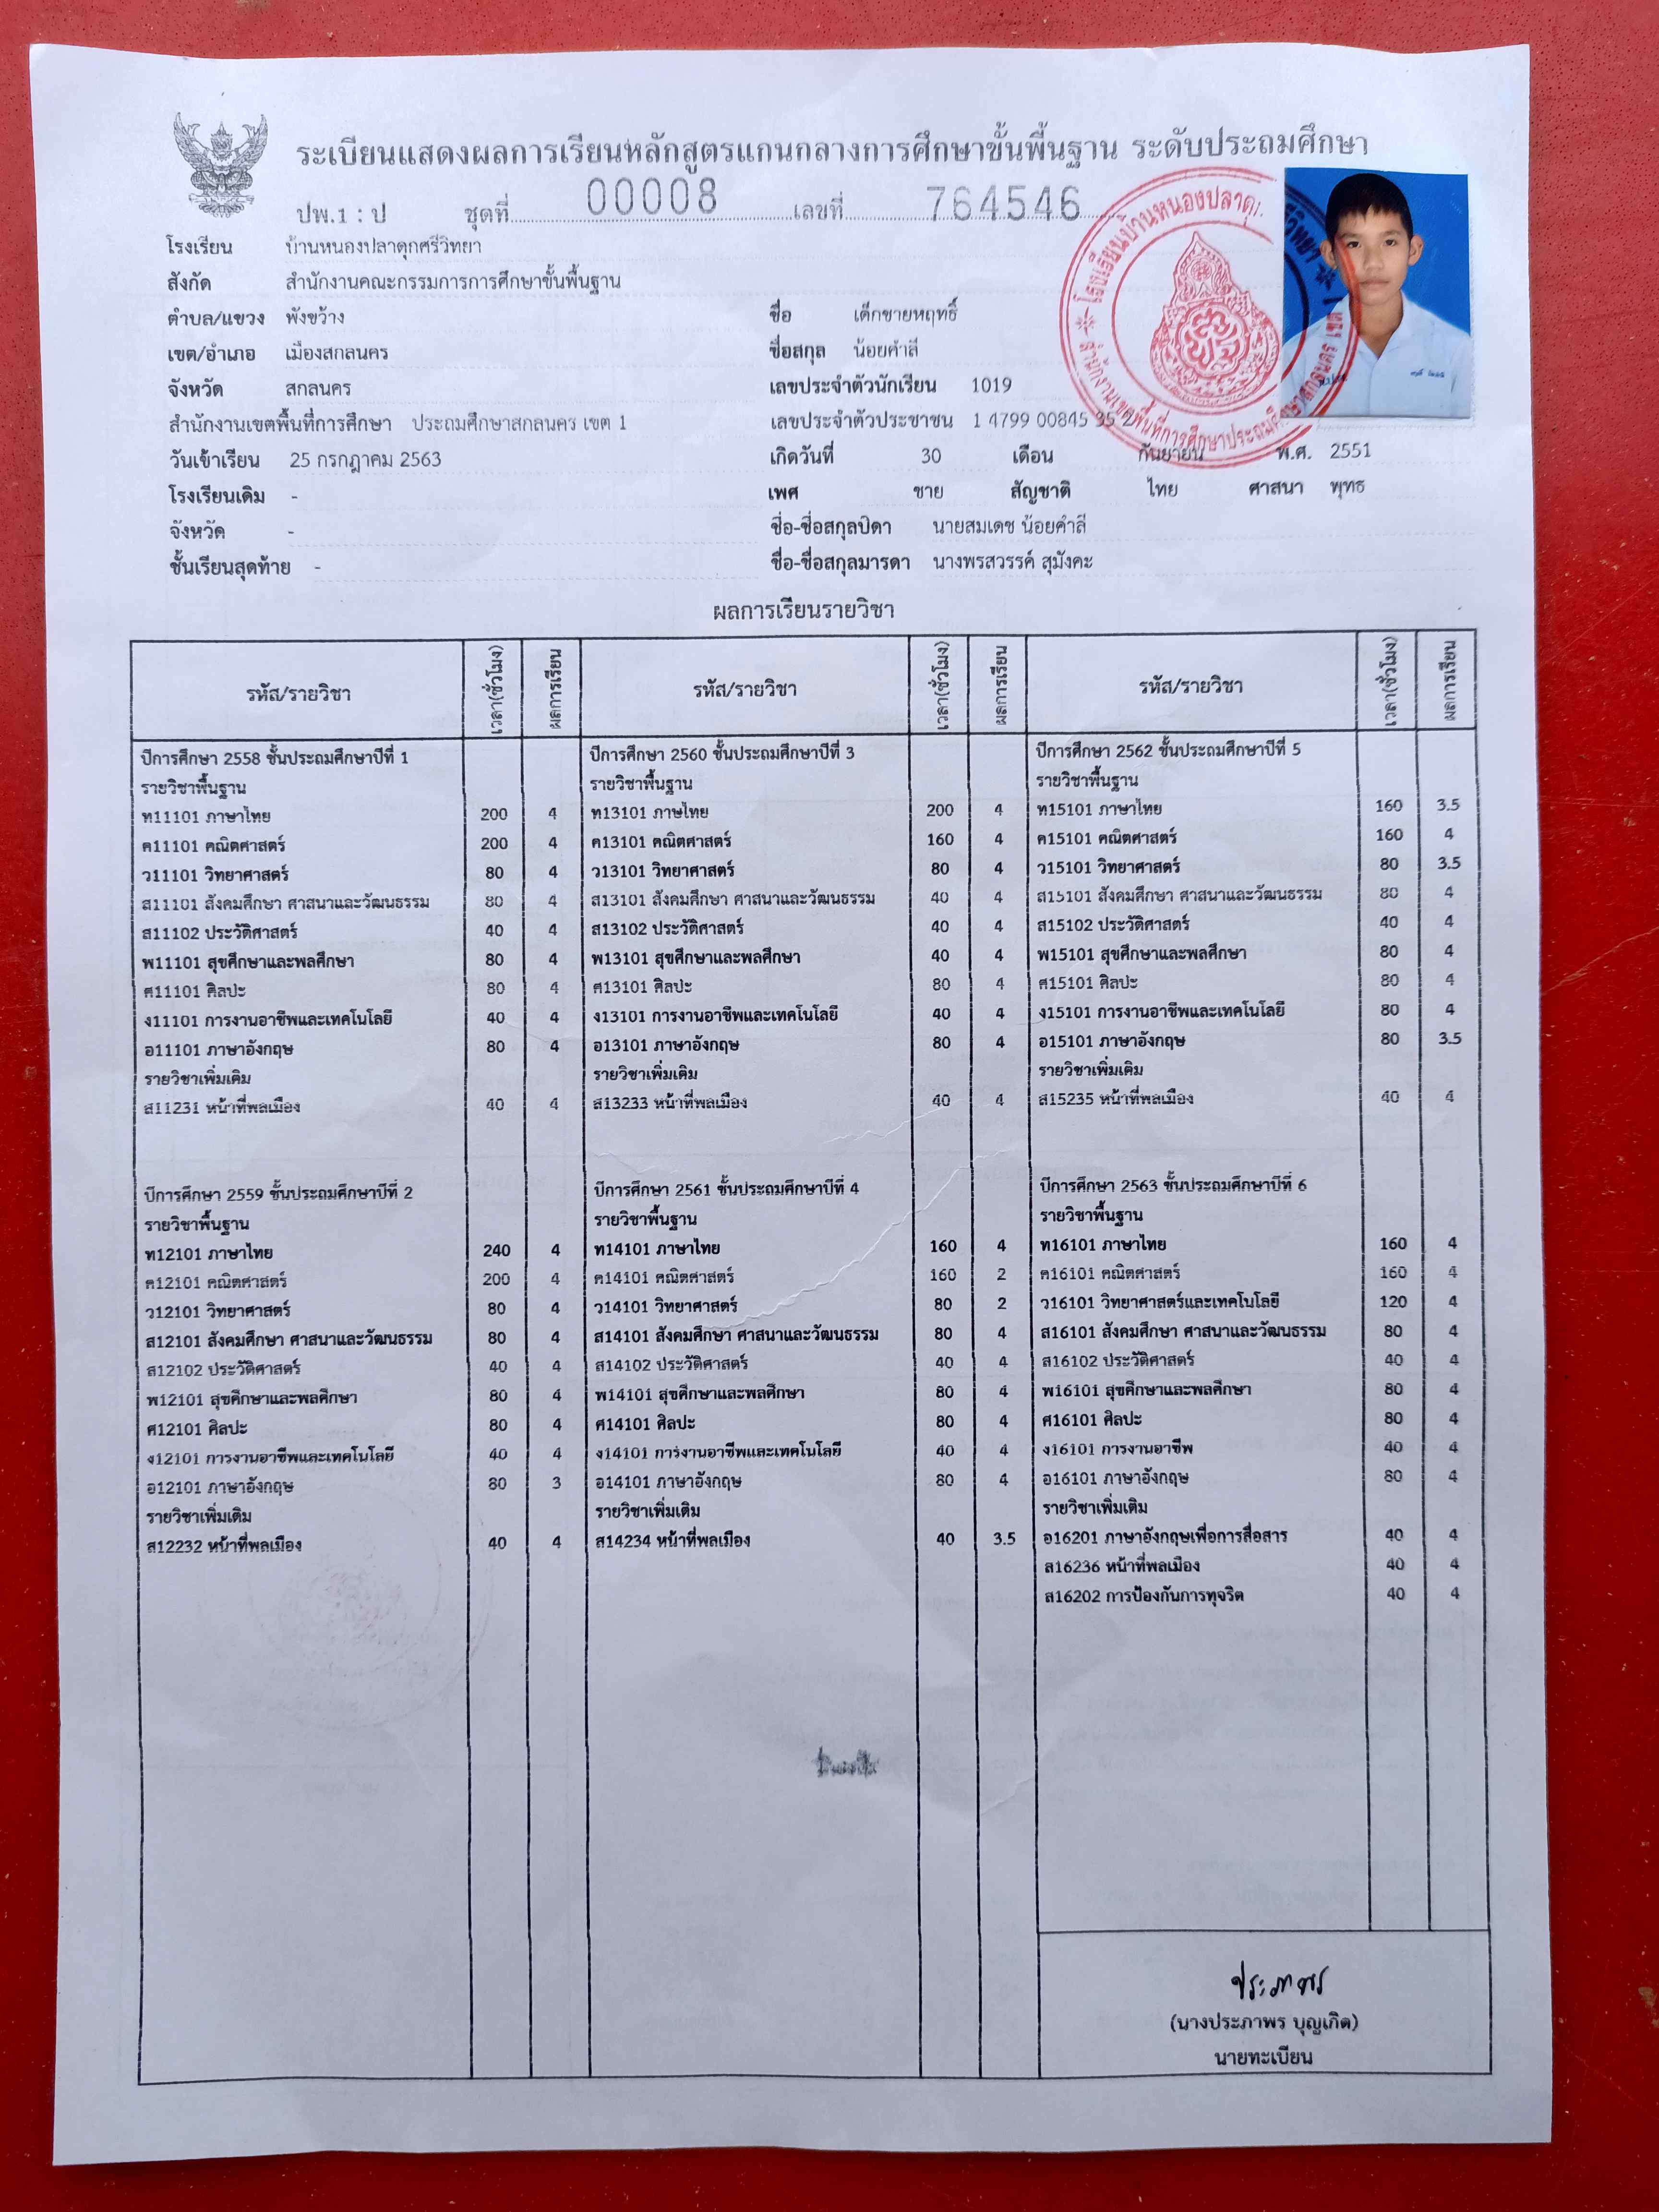 ระเบียนแสดงผลการเรียนหลักสูตรแกนกลางการศึกษาขั้นพื้นฐาน ระดับประถมศึกษา
ปพ.1 : ป ชุดที่ 00008 เลขที่ 764546
โรงเรียน บ้านหนองปลาดุกศรีวิทยา
สังกัด สำนักงานคณะกรรมการการศึกษาขั้นพื้นฐาน
ตำบล/แขวง พังขว้าง
เขต/อำเภอ เมืองสกลนคร
จังหวัด สกลนคร
สำนักงานเขตพื้นที่การศึกษา ประถมศึกษาสกลนคร เขต 1
วันเข้าเรียน 25 กรกฎาคม 2563
โรงเรียนเดิม -
จังหวัด -
ชั้นเรียนสุดท้าย -
ชื่อ เด็กชายหฤทธิ์
ชื่อสกุล น้อยคำลี
เลขประจำตัวนักเรียน 1019
เลขประจำตัวประชาชน 1 4799 00845 35 2
เกิดวันที่ 30 เดือน กันยายน พ.ศ. 2551
เพศ ชาย สัญชาติ ไทย ศาสนา พุทธ
ชื่อ-ชื่อสกุลบิดา นายสมเดช น้อยคำลี
ชื่อ-ชื่อสกุลมารดา นางพรสวรรค์ สุมังคะ
โรงเรียนบ้านหนองปลาดุก
สำนักงานเขตพื้นที่การศึกษาประถมศึกษาสกลนคร เขต 1
ผลการเรียนรายวิชา
รหัส/รายวิชา เวลา(ชั่วโมง) ผลการเรียน รหัส/รายวิชา เวลา(ชั่วโมง) ผลการเรียน รหัส/รายวิชา เวลา(ชั่วโมง) ผลการเรียน
ปีการศึกษา 2558 ชั้นประถมศึกษาปีที่ 1
รายวิชาพื้นฐาน
ท11101 ภาษาไทย 200 4
ค11101 คณิตศาสตร์ 200 4
ว11101 วิทยาศาสตร์ 80 4
ส11101 สังคมศึกษา ศาสนาและวัฒนธรรม 80 4
ส11102 ประวัติศาสตร์ 40 4
พ11101 สุขศึกษาและพลศึกษา 80 4
ศ11101 ศิลปะ 80 4
ง11101 การงานอาชีพและเทคโนโลยี 40 4
อ11101 ภาษาอังกฤษ 80 4
รายวิชาเพิ่มเติม
ส11231 หน้าที่พลเมือง 40 4
ปีการศึกษา 2559 ชั้นประถมศึกษาปีที่ 2
รายวิชาพื้นฐาน
ท12101 ภาษาไทย 240 4
ค12101 คณิตศาสตร์ 200 4
ว12101 วิทยาศาสตร์ 80 4
ส12101 สังคมศึกษา ศาสนาและวัฒนธรรม 80 4
ส12102 ประวัติศาสตร์ 40 4
พ12101 สุขศึกษาและพลศึกษา 80 4
ศ12101 ศิลปะ 80 4
ง12101 การงานอาชีพและเทคโนโลยี 40 4
อ12101 ภาษาอังกฤษ 80 3
รายวิชาเพิ่มเติม
ส12232 หน้าที่พลเมือง 40 4
ปีการศึกษา 2560 ชั้นประถมศึกษาปีที่ 3
รายวิชาพื้นฐาน
ท13101 ภาษไทย 200 4
ค13101 คณิตศาสตร์ 160 4
ว13101 วิทยาศาสตร์ 80 4
ส13101 สังคมศึกษา ศาสนาและวัฒนธรรม 40 4
ส13102 ประวัติศาสตร์ 40 4
พ13101 สุขศึกษาและพลศึกษา 40 4
ศ13101 ศิลปะ 80 4
ง13101 การงานอาชีพและเทคโนโลยี 40 4
อ13101 ภาษาอังกฤษ 80 4
รายวิชาเพิ่มเติม
ส13233 หน้าที่พลเมือง 40 4
ปีการศึกษา 2561 ชั้นประถมศึกษาปีที่ 4
รายวิชาพื้นฐาน
ท14101 ภาษาไทย 160 4
ค14101 คณิตศาสตร์ 160 2
ว14101 วิทยาศาสตร์ 80 2
ส14101 สังคมศึกษา ศาสนาและวัฒนธรรม 80 4
ส14102 ประวัติศาสตร์ 40 4
พ14101 สุขศึกษาและพลศึกษา 80 4
ศ14101 ศิลปะ 80 4
ง14101 การงานอาชีพและเทคโนโลยี 40 4
อ14101 ภาษาอังกฤษ 80 4
รายวิชาเพิ่มเติม
ส14234 หน้าที่พลเมือง 40 3.5
ปีการศึกษา 2562 ชั้นประถมศึกษาปีที่ 5
รายวิชาพื้นฐาน
ท15101 ภาษาไทย 160 3.5
ค15101 คณิตศาสตร์ 160 4
ว15101 วิทยาศาสตร์ 80 3.5
ส15101 สังคมศึกษา ศาสนาและวัฒนธรรม 80 4
ส15102 ประวัติศาสตร์ 40 4
พ15101 สุขศึกษาและพลศึกษา 80 4
ศ15101 ศิลปะ 80 4
ง15101 การงานอาชีพและเทคโนโลยี 80 4
อ15101 ภาษาอังกฤษ 80 3.5
รายวิชาเพิ่มเติม
ส15235 หน้าที่พลเมือง 40 4
ปีการศึกษา 2563 ชั้นประถมศึกษาปีที่ 6
รายวิชาพื้นฐาน
ท16101 ภาษาไทย 160 4
ค16101 คณิตศาสตร์ 160 4
ว16101 วิทยาศาสตร์และเทคโนโลยี 120 4
ส16101 สังคมศึกษา ศาสนาและวัฒนธรรม 80 4
ส16102 ประวัติศาสตร์ 40 4
พ16101 สุขศึกษาและพลศึกษา 80 4
ศ16101 ศิลปะ 80 4
ง16101 การงานอาชีพ 40 4
อ16101 ภาษาอังกฤษ 80 4
รายวิชาเพิ่มเติม
อ16201 ภาษาอังกฤษเพื่อการสื่อสาร 40 4
ส16236 หน้าที่พลเมือง 40 4
ส16202 การป้องกันการทุจริต 40 4
ประภาพร
(นางประภาพร บุญเกิด)
นายทะเบียน